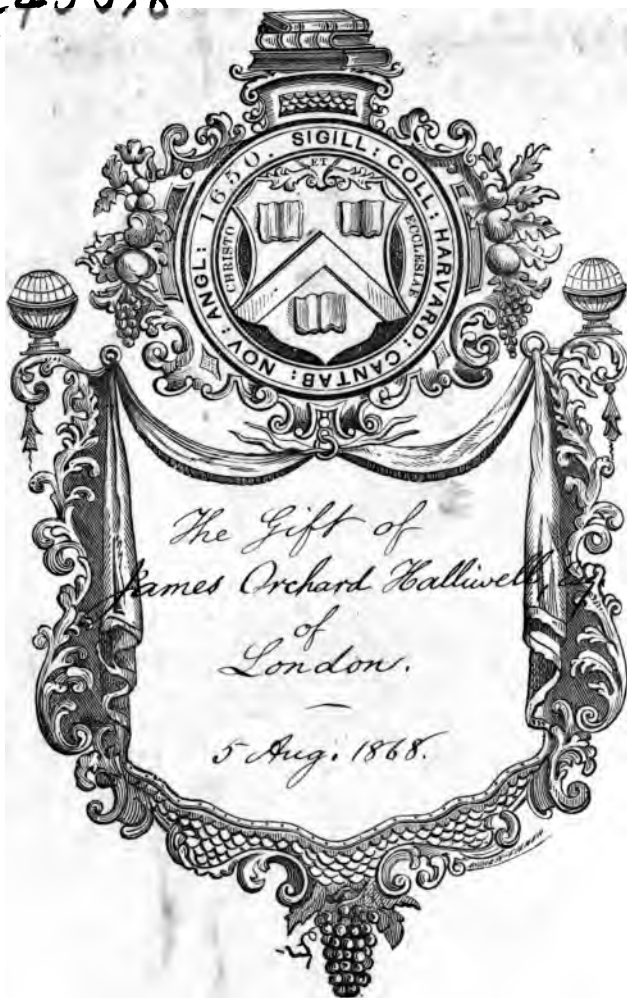 SIGILL: COLL: HARVARD: CANTAB: NOV: ANGL: 1650.
CHRISTO ET ECCLESIAE
The Gift of
James Orchard Halliwell, Esq
of
London.
5 Aug: 1868.